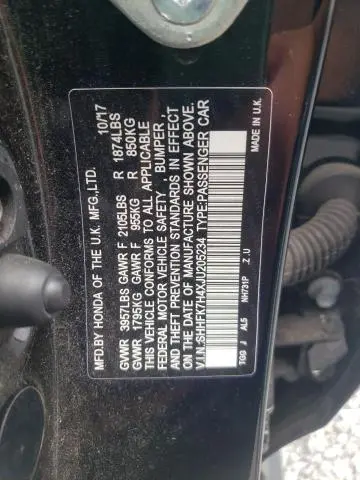 MFD.BY HONDA OF THE U.K. MFG.,LTD. 10/17
GVWR 3957LBS GAWR F 2105LBS R 1874LBS
GVWR 1795KG GAWR F 955KG R 850KG
THIS VEHICLE CONFORMS TO ALL APPLICABLE
FEDERAL MOTOR VEHICLE SAFETY , BUMPER ,
AND THEFT PREVENTION STANDARDS IN EFFECT
ON THE DATE OF MANUFACTURE SHOWN ABOVE.
V.I.N.:SHHFK7H4XJU205234 TYPE:PASSENGER CAR
TGG J AL5 NH731P Z U MADE IN U.K.